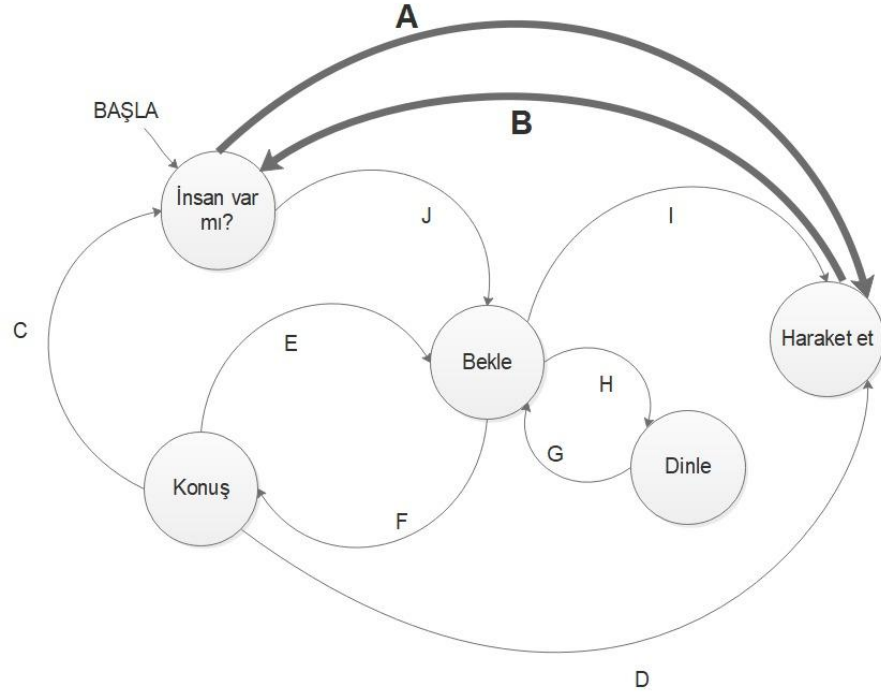 A
B
BAŞLA
İnsan var
mı?
J
I
C
E
Bekle
Haraket et
H
G
Dinle
Konuş
F
D